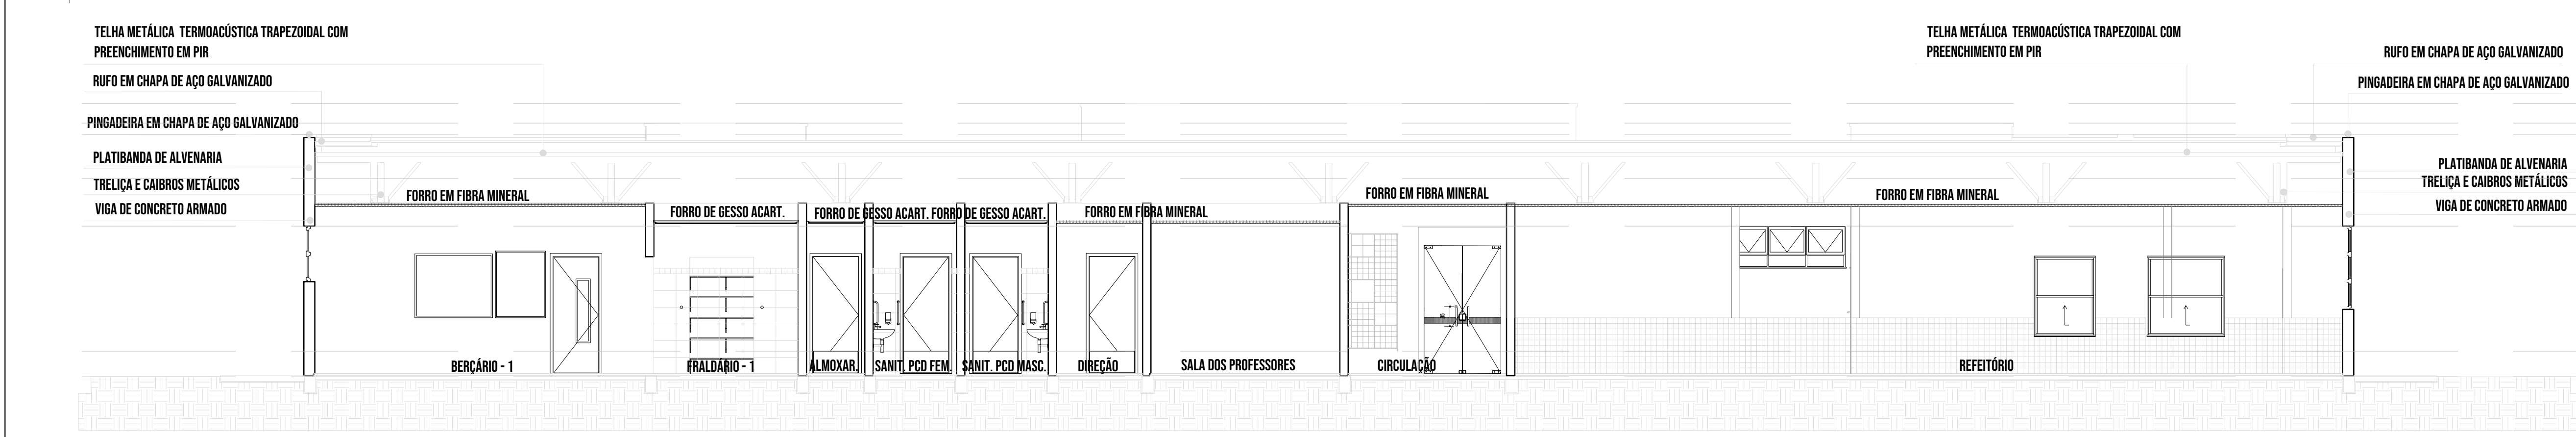 TELHA METÁLICA TERMOACÚSTICA TRAPEZOIDAL COM
PREENCHIMENTO EM PIR
RUFO EM CHAPA DE AÇO GALVANIZADO
PINGADEIRA EM CHAPA DE AÇO GALVANIZADO
PLATIBANDA DE ALVENARIA
TRELIÇA E CAIBROS METÁLICOS
VIGA DE CONCRETO ARMADO
TELHA METÁLICA TERMOACÚSTICA TRAPEZOIDAL COM
PREENCHIMENTO EM PIR
RUFO EM CHAPA DE AÇO GALVANIZADO
PINGADEIRA EM CHAPA DE AÇO GALVANIZADO
PLATIBANDA DE ALVENARIA
TRELIÇA E CAIBROS METÁLICOS
VIGA DE CONCRETO ARMADO
FORRO EM FIBRA MINERAL
FORRO DE GESSO ACART.
FORRO DE GESSO ACART.
FORRO DE GESSO ACART.
FORRO EM FIBRA MINERAL
FORRO EM FIBRA MINERAL
FORRO EM FIBRA MINERAL
BERÇÁRIO - 1
FRALDÁRIO - 1
ALMOXAR.
SANIT. PCD FEM.
SANIT. PCD MASC.
DIREÇÃO
SALA DOS PROFESSORES
CIRCULAÇÃO
REFEITÓRIO